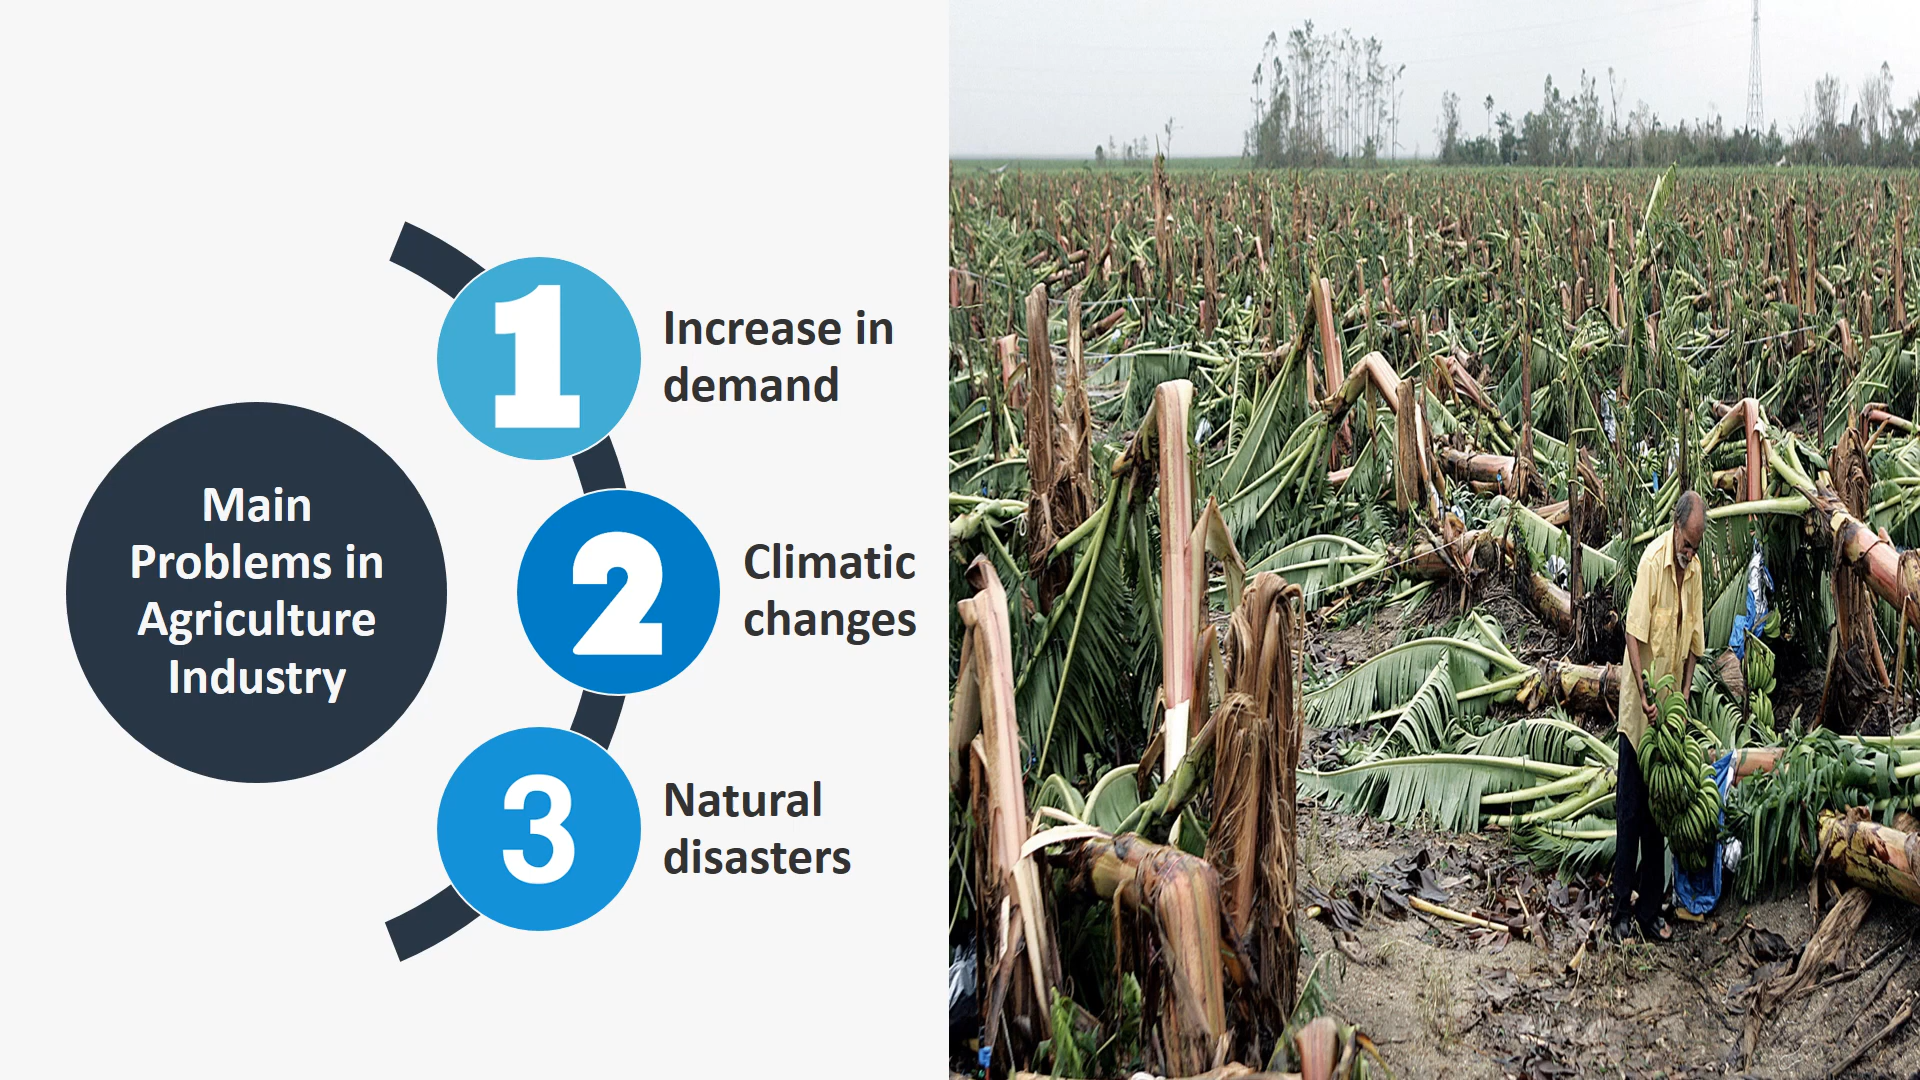 Main
Problems in
Agriculture
Industry
1
Increase in
demand
2
Climatic
changes
3
Natural
disasters